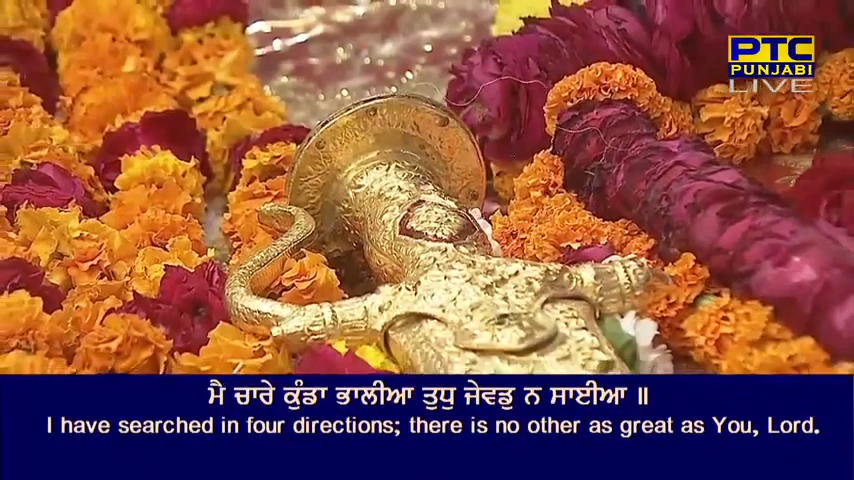 PTC
PUNJABI
LIVE
ਮੈ ਚਾਰੇ ਕੁੰਡਾ ਭਾਲੀਆ ਤੁਧੁ ਜੇਵਡੁ ਨ ਸਾਈਆ ॥
I have searched in four directions; there is no other as great as You, Lord.